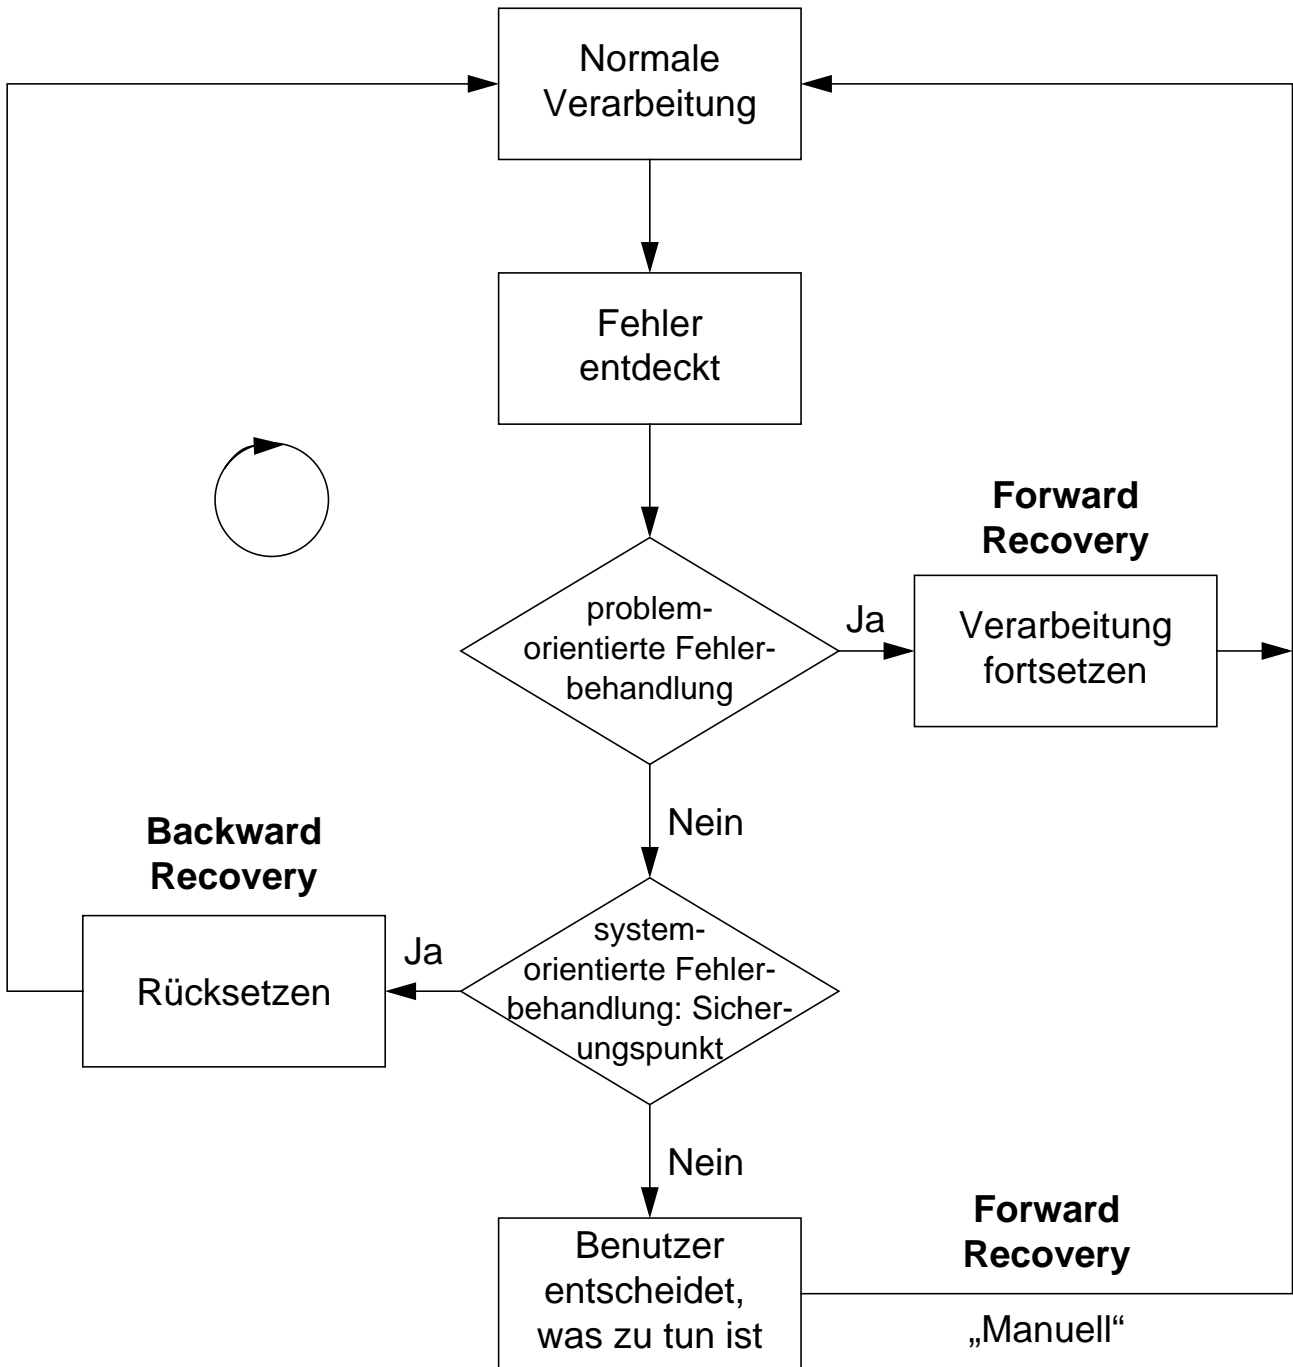 Normale
Verarbeitung
Fehler
entdeckt
Forward
Recovery
problem-
orientierte Fehler-
behandlung
Ja
Verarbeitung
fortsetzen
Nein
Backward
Recovery
system-
orientierte Fehler-
behandlung: Sicher-
ungspunkt
Ja
Rücksetzen
Nein
Forward
Recovery
Benutzer
entscheidet,
was zu tun ist
„Manuell“